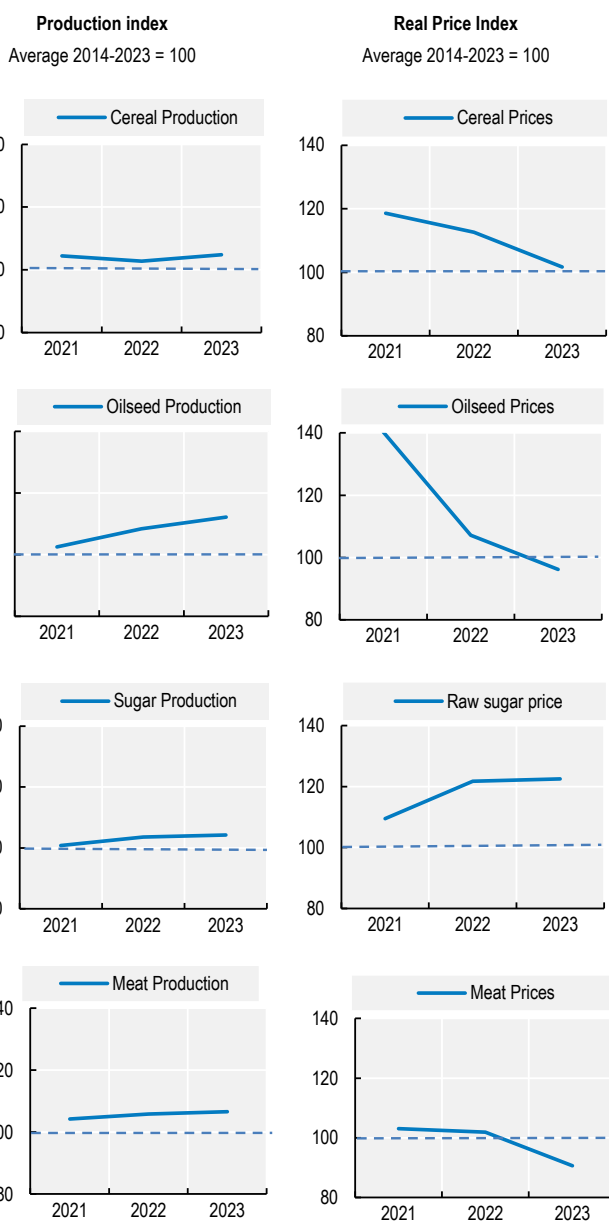 Production index
Average 2014-2023 = 100
Real Price Index
Average 2014-2023 = 100
Cereal Production
2021 2022 2023
Cereal Prices
140
120
100
80
2021 2022 2023
Oilseed Production
2021 2022 2023
Oilseed Prices
140
120
100
80
2021 2022 2023
Sugar Production
2021 2022 2023
Raw sugar price
140
120
100
80
2021 2022 2023
Meat Production
2021 2022 2023
Meat Prices
140
120
100
80
2021 2022 2023